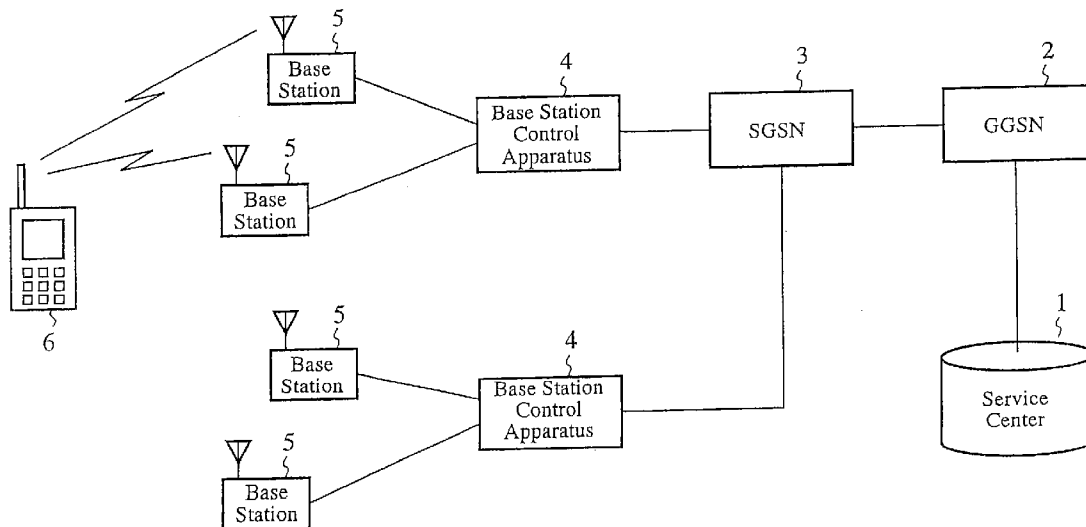 5
Base
Station
4
Base Station
Control
Apparatus
3
SGSN
2
GGSN
5
Base
Station
6
5
Base
Station
4
Base Station
Control
Apparatus
1
Service
Center
5
Base
Station